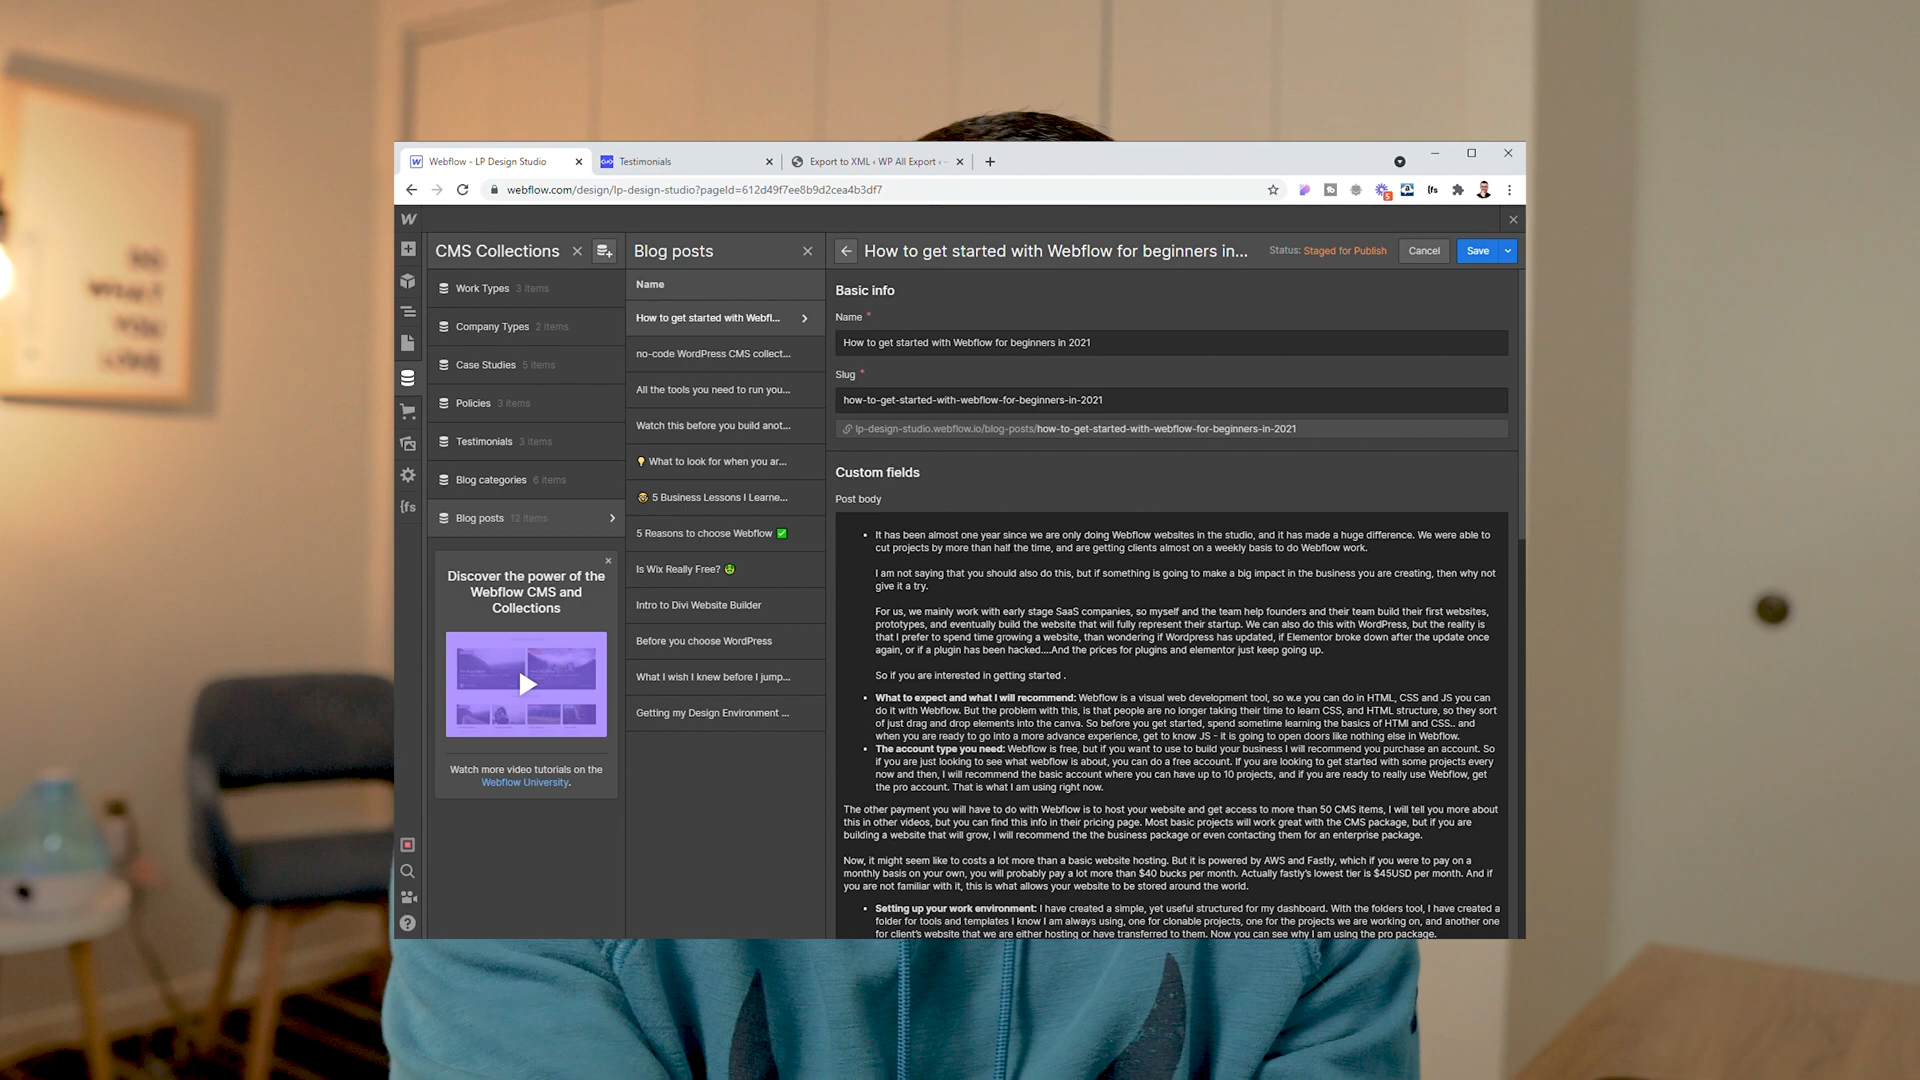 DO
WHAT
YOU
LOVE
Webflow - LP Design Studio
Testimonials
Export to XML ‹ WP All Export ‹ -
webflow.com/design/lp-design-studio?pageId=612d49f7ee8b9d2cea4b3df7
CMS Collections
Blog posts
How to get started with Webflow for beginners in...
Status: Staged for Publish
Cancel
Save
Work Types 3 items
Company Types 2 items
Case Studies 5 items
Policies 3 items
Testimonials 3 items
Blog categories 6 items
Blog posts 12 items
Discover the power of the
Webflow CMS and
Collections
Watch more video tutorials on the
Webflow University.
Name
How to get started with Webfl...
no-code WordPress CMS collect...
All the tools you need to run you...
Watch this before you build anot...
What to look for when you ar...
5 Business Lessons I Learne...
5 Reasons to choose Webflow ✅
Is Wix Really Free?
Intro to Divi Website Builder
Before you choose WordPress
What I wish I knew before I jump...
Getting my Design Environment ...
Basic info
Name *
How to get started with Webflow for beginners in 2021
Slug *
how-to-get-started-with-webflow-for-beginners-in-2021
lp-design-studio.webflow.io/blog-posts/how-to-get-started-with-webflow-for-beginners-in-2021
Custom fields
Post body
• It has been almost one year since we are only doing Webflow websites in the studio, and it has made a huge difference. We were able to
cut projects by more than half the time, and are getting clients almost on a weekly basis to do Webflow work.
I am not saying that you should also do this, but if something is going to make a big impact in the business you are creating, then why not
give it a try.
For us, we mainly work with early stage SaaS companies, so myself and the team help founders and their team build their first websites,
prototypes, and eventually build the website that will fully represent their startup. We can also do this with WordPress, but the reality is
that I prefer to spend time growing a website, than wondering if Wordpress has updated, if Elementor broke down after the update once
again, or if a plugin has been hacked....And the prices for plugins and elementor just keep going up.
So if you are interested in getting started .
• What to expect and what I will recommend: Webflow is a visual web development tool, so w.e you can do in HTML, CSS and JS you can
do it with Webflow. But the problem with this, is that people are no longer taking their time to learn CSS, and HTML structure, so they sort
of just drag and drop elements into the canva. So before you get started, spend sometime learning the basics of HTMl and CSS.. and
when you are ready to go into a more advance experience, get to know JS - it is going to open doors like nothing else in Webflow.
• The account type you need: Webflow is free, but if you want to use to build your business I will recommend you purchase an account. So
if you are just looking to see what webflow is about, you can do a free account. If you are looking to get started with some projects every
now and then, I will recommend the basic account where you can have up to 10 projects, and if you are ready to really use Webflow, get
the pro account. That is what I am using right now.
The other payment you will have to do with Webflow is to host your website and get access to more than 50 CMS items, I will tell you more about
this in other videos, but you can find this info in their pricing page. Most basic projects will work great with the CMS package, but if you are
building a website that will grow, I will recommend the the business package or even contacting them for an enterprise package.
Now, it might seem like to costs a lot more than a basic website hosting. But it is powered by AWS and Fastly, which if you were to pay on a
monthly basis on your own, you will probably pay a lot more than $40 bucks per month. Actually fastly's lowest tier is $45USD per month. And if
you are not familiar with it, this is what allows your website to be stored around the world.
• Setting up your work environment: I have created a simple, yet useful structured for my dashboard. With the folders tool, I have created a
folder for tools and templates I know I am always using, one for clonable projects, one for the projects we are working on, and another one
for client's website that we are either hosting or have transferred to them. Now you can see why I am using the pro package.